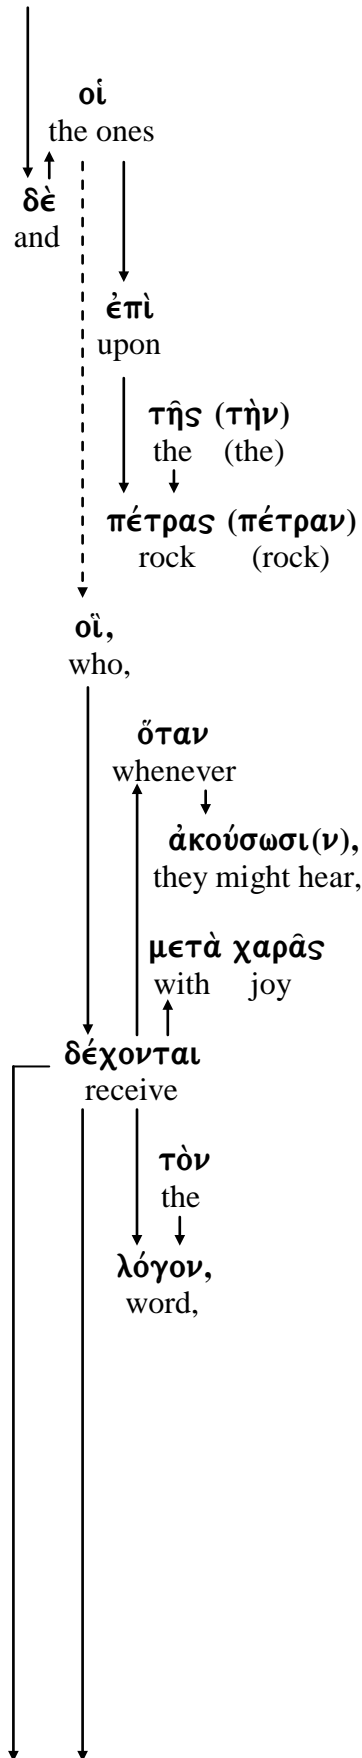 οἱ
the ones
δὲ
and
ἐπὶ
upon
τῆς (τὴν)
the (the)
πέτρας (πέτραν)
rock (rock)
οἳ,
who,
ὅταν
whenever
ἀκούσωσι(ν),
they might hear,
μετὰ χαρᾶς
with joy
δέχονται
receive
τὸν
the
λόγον,
word,